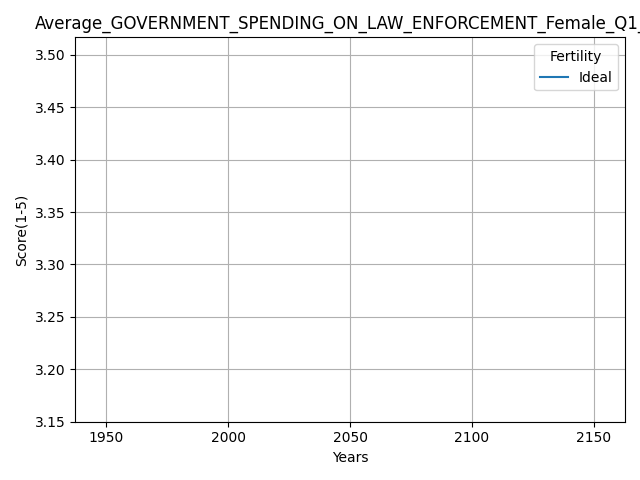 Average_GOVERNMENT_SPENDING_ON_LAW_ENFORCEMENT_Female_Q1_
Fertility
Ideal
3.50
3.45
3.40
3.35
3.30
3.25
3.20
3.15
Score(1-5)
1950 2000 2050 2100 2150
Years